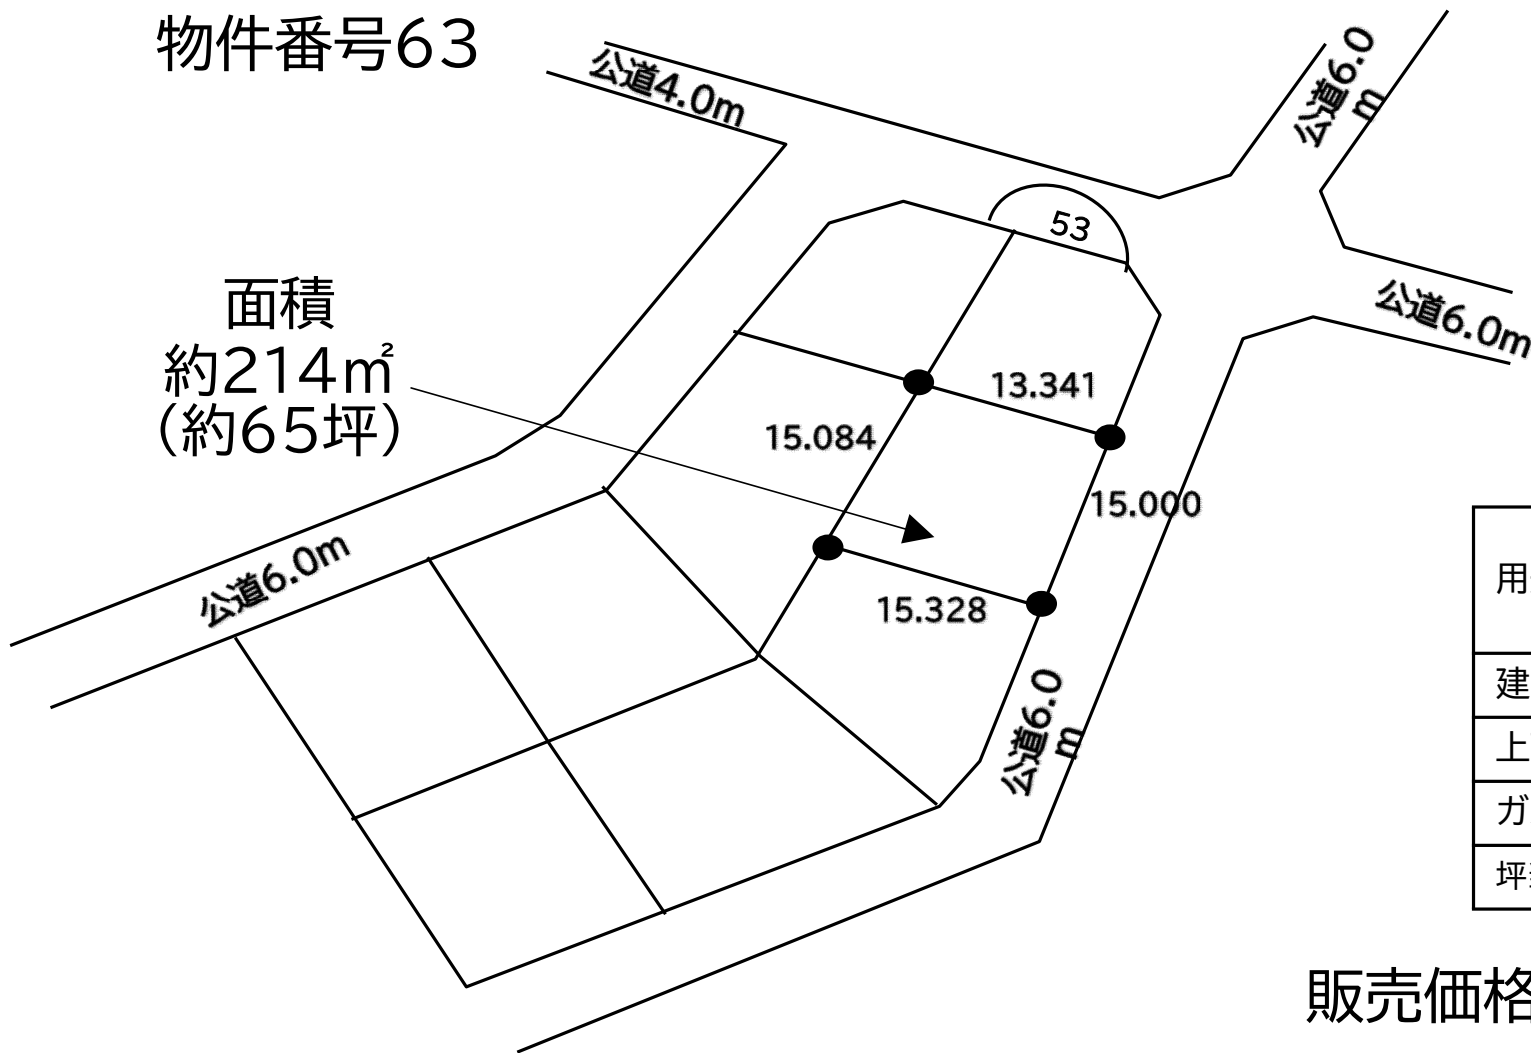 物件番号63
公道4.0m
公道6.0
m
53
面積
約214㎡
(約65坪)
公道6.0m
13.341
15.084
15.000
15.328
公道6.0m
公道6.0
m
用
建
上
ガ
坪
販売価格